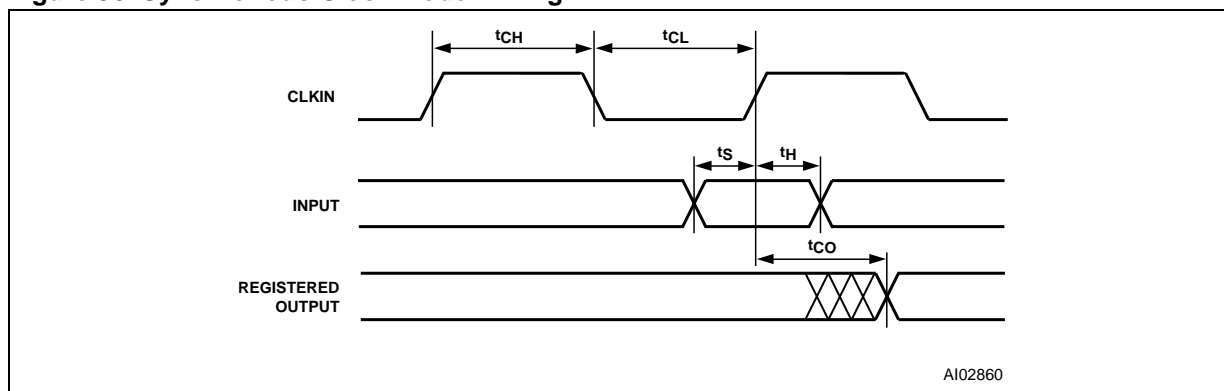 tCH
tCL
CLKIN
tS
tH
INPUT
tCO
REGISTERED
OUTPUT
AI02860